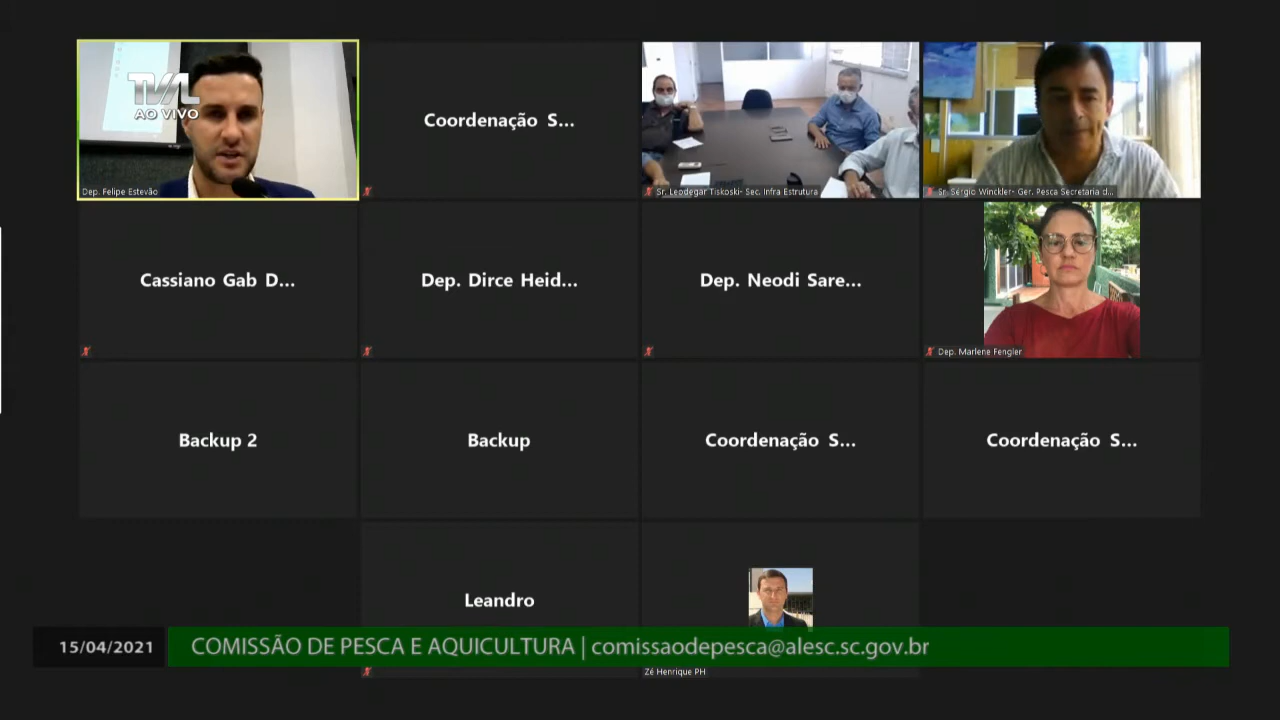 TVAL
AO VIVO
Dep. Felipe Estevão
Coordenação S...
Sr. Leodegar Tiskoski- Sec. Infra Estrutura
Sr. Sérgio Winckler- Ger. Pesca Secretaria d...
Cassiano Gab D...
Dep. Dirce Heid...
Dep. Neodi Sare...
Dep. Marlene Fengler
Backup 2
Backup
Coordenação S...
Coordenação S...
Leandro
Zé Henrique PH
15/04/2021
COMISSÃO DE PESCA E AQUICULTURA | comissaodepesca@alesc.sc.gov.br